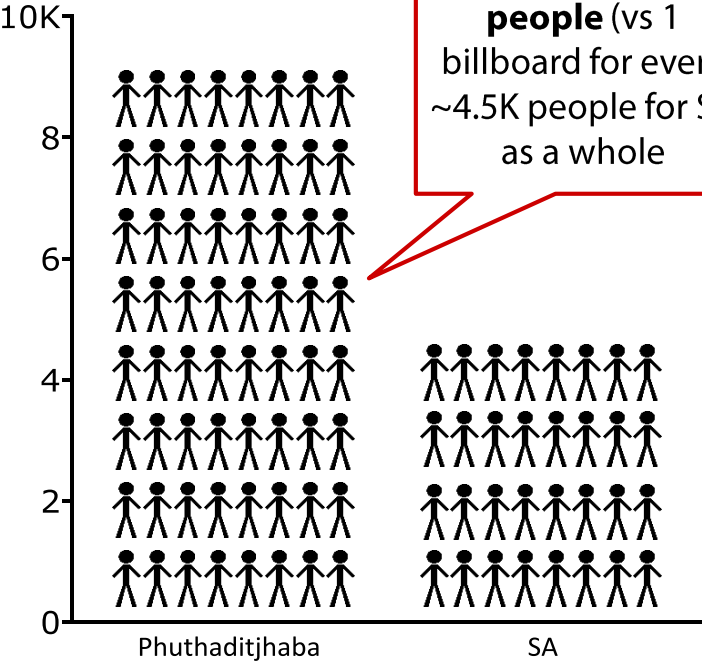 10K
people (vs 1
billboard for ever
~4.5K people for S
as a whole
8
6
4
2
0
Phuthaditjhaba
SA